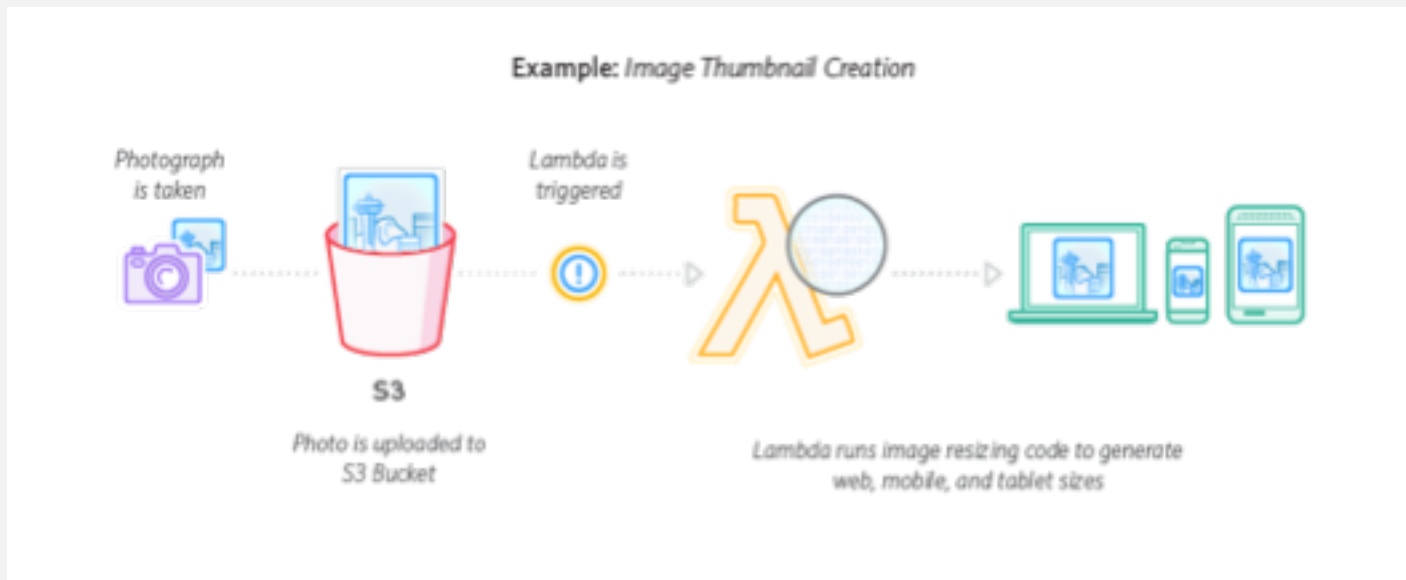 Example: Image Thumbnail Creation
Photograph
is taken
Lambda is
triggered
S3
Photo is uploaded to
S3 Bucket
Lambda runs image resizing code to generate
web, mobile, and tablet sizes